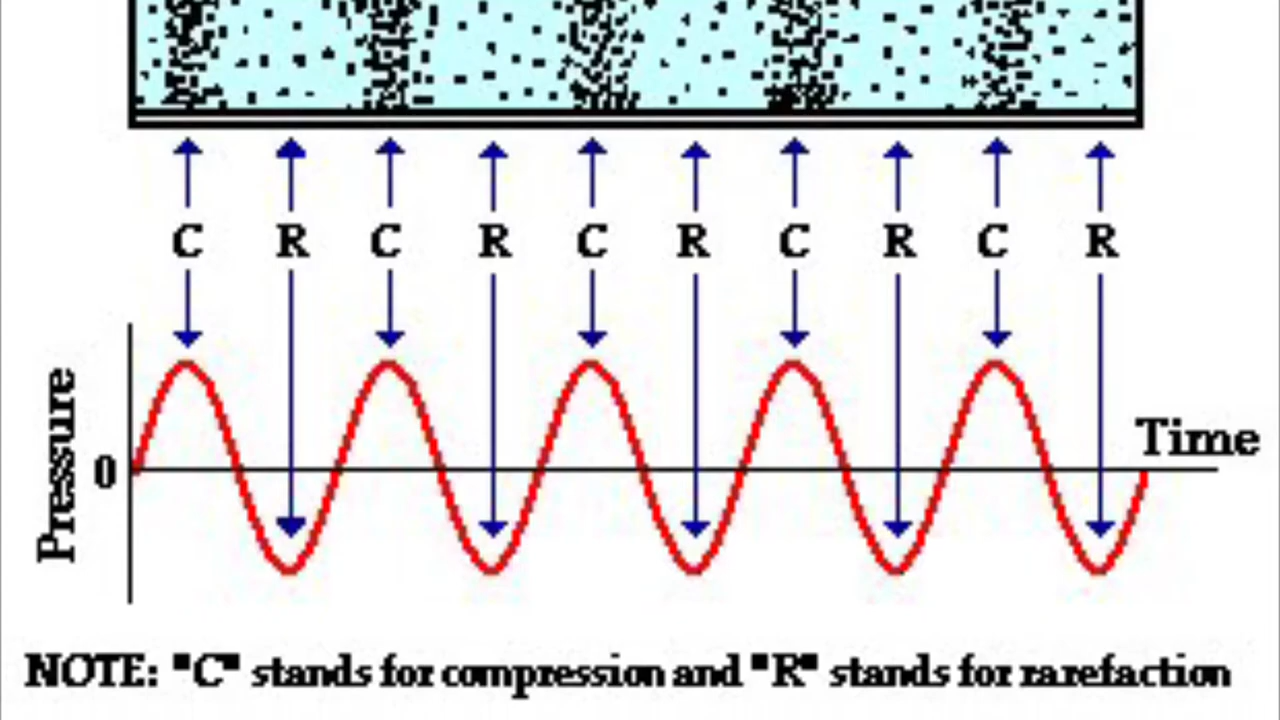 C R C R C R C R C R
Pressure
0
Time
NOTE: "C" stands for compression and "R" stands for rarefaction